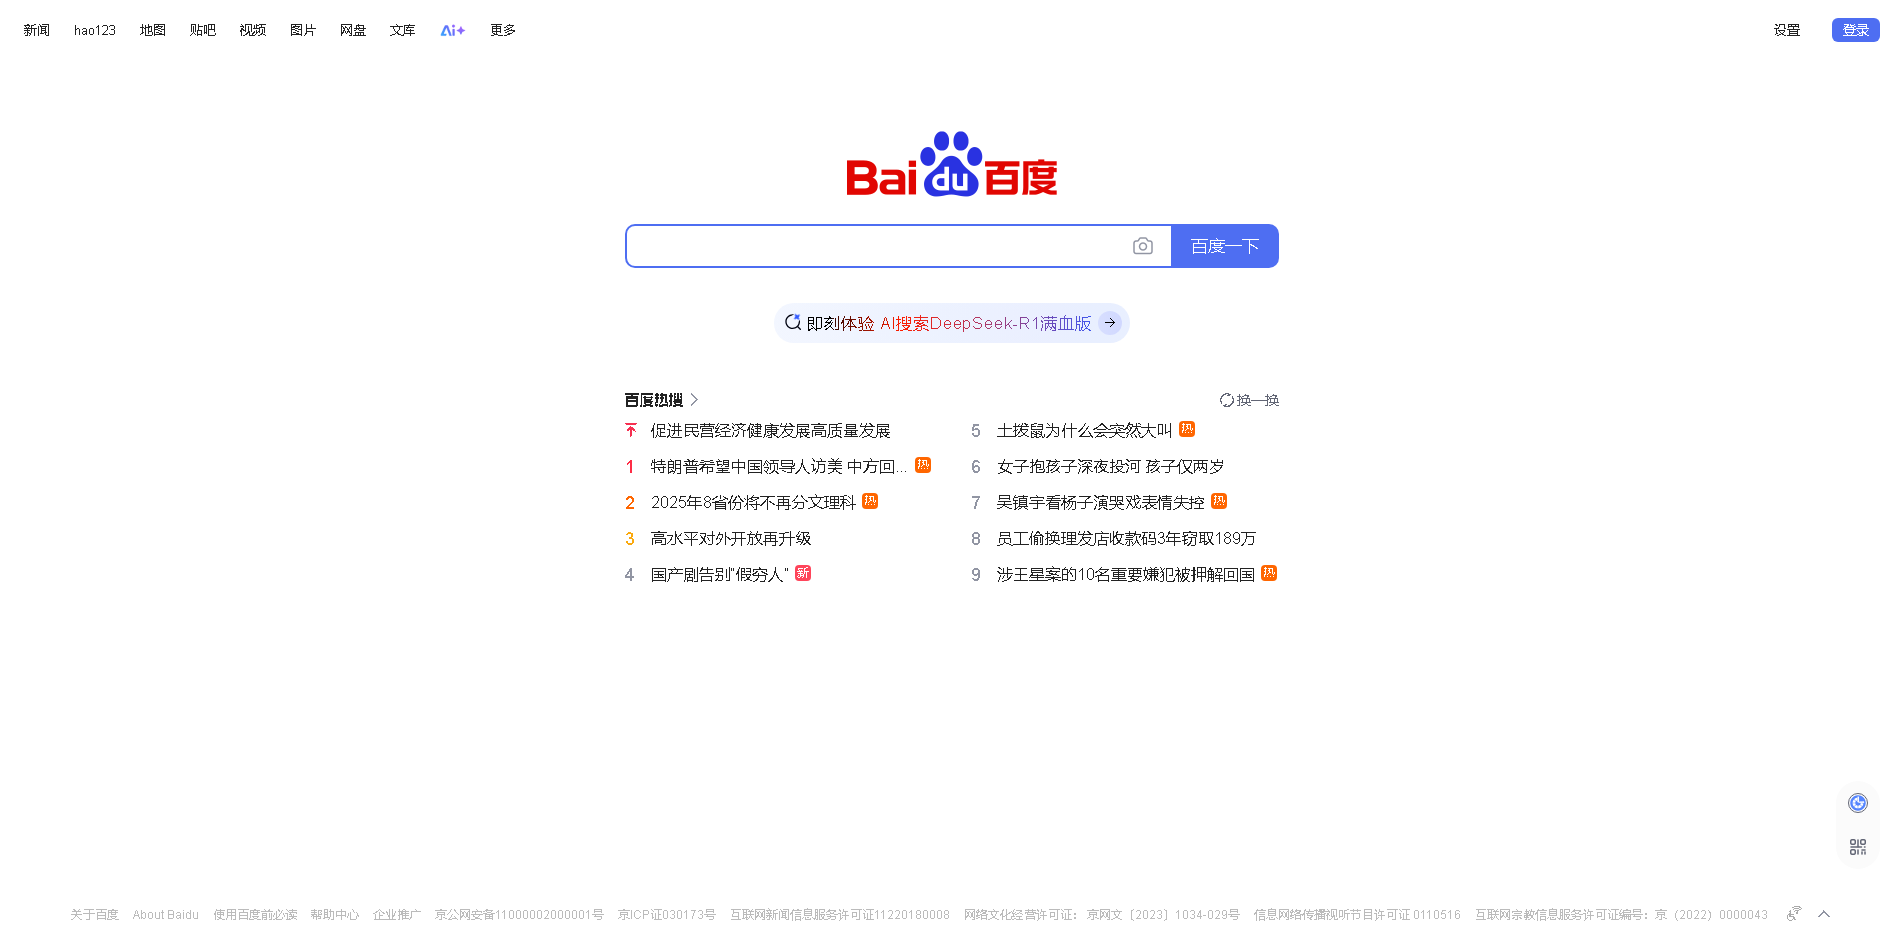 新闻 hao123 地图 贴吧 视频 图片 网盘 文库 Ai+ 更多 设置 登录
Bai du 百度
百度一下
即刻体验 AI搜索DeepSeek-R1满血版
百度热搜 换一换
促进民营经济健康发展高质量发展
1 特朗普希望中国领导人访美 中方回... 热
2 2025年8省份将不再分文理科 热
3 高水平对外开放再升级
4 国产剧告别"假穷人" 新
5 土拨鼠为什么会突然大叫 热
6 女子抱孩子深夜投河 孩子仅两岁
7 吴镇宇看杨子演哭戏表情失控 热
8 员工偷换理发店收款码3年窃取189万
9 涉王星案的10名重要嫌犯被押解回国 热
关于百度 About Baidu 使用百度前必读 帮助中心 企业推广 京公网安备11000002000001号 京ICP证030173号 互联网新闻信息服务许可证11220180008 网络文化经营许可证：京网文〔2023〕1034-029号 信息网络传播视听节目许可证 0110516 互联网宗教信息服务许可证编号：京（2022）0000043